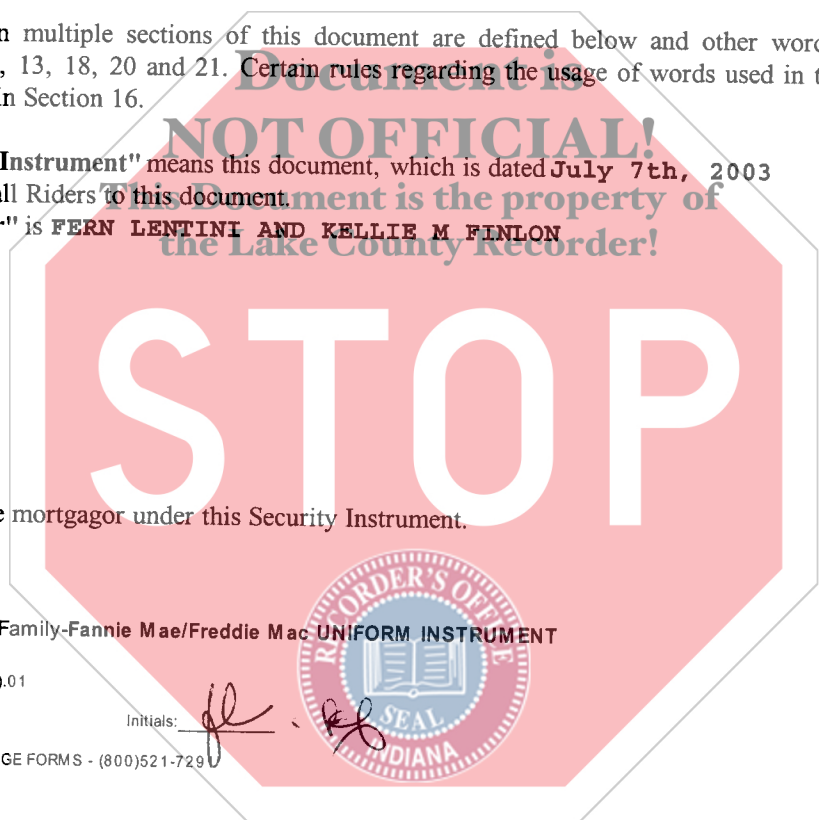 n multiple sections of this document are defined below and other word
, 13, 18, 20 and 21. Certain rules regarding the usage of words used in t
in Section 16.
Document is
NOT OFFICIAL!
Instrument" means this document, which is dated July 7th, 2003
all Riders to this document.
This Document is the property of
r" is FERN LENTINI AND KELLIE M FINLON
the Lake County Recorder!
STOP
e mortgagor under this Security Instrument.
RECORDER'S OFFICE
Family-Fannie Mae/Freddie Mac UNIFORM INSTRUMENT
.01
SEAL
Initials:
INDIANA
GE FORMS - (800)521-729